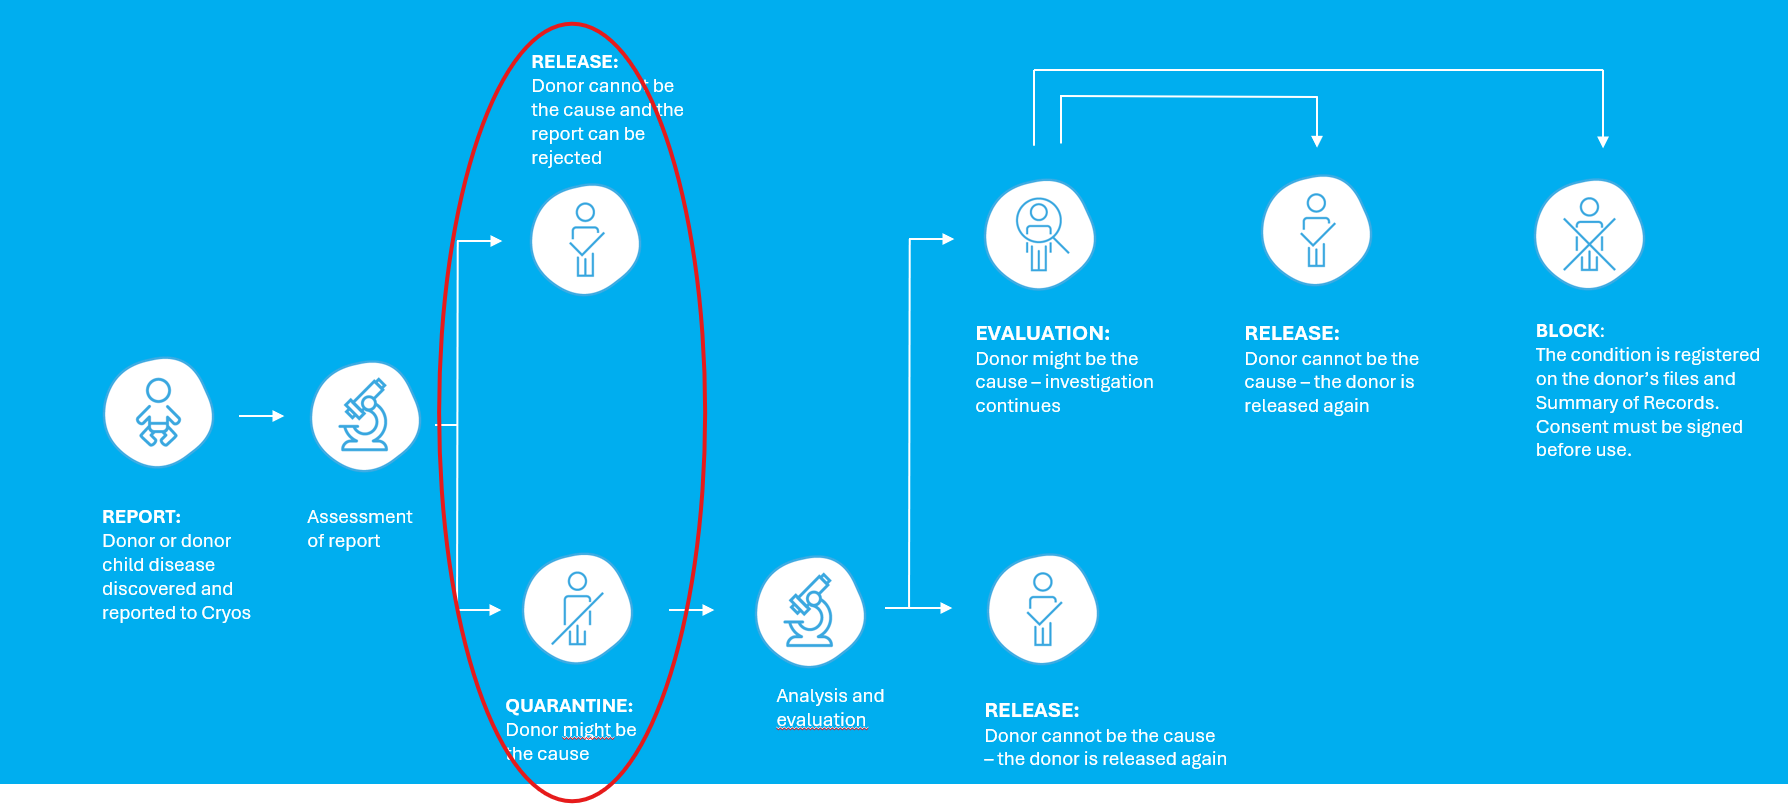 RELEASE:
Donor cannot be
the cause and the
report can be
rejected
REPORT:
Donor or donor
child disease
discovered and
reported to Cryos
Assessment
of report
QUARANTINE:
Donor might be
the cause
Analysis and
evaluation
EVALUATION:
Donor might be the
cause – investigation
continues
RELEASE:
Donor cannot be the
cause – the donor is
released again
BLOCK:
The condition is registered
on the donor's files and
Summary of Records.
Consent must be signed
before use.
RELEASE:
Donor cannot be the cause
– the donor is released again